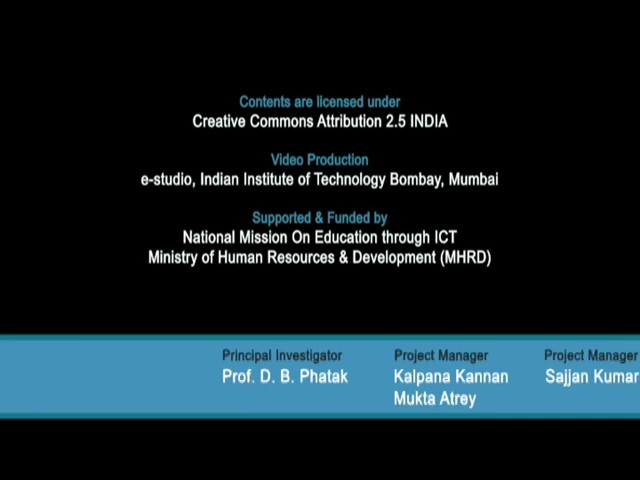 Contents are licensed under
Creative Commons Attribution 2.5 INDIA
Video Production
e-studio, Indian Institute of Technology Bombay, Mumbai
Supported & Funded by
National Mission On Education through ICT
Ministry of Human Resources & Development (MHRD)
Principal Investigator
Prof. D. B. Phatak
Project Manager
Kalpana Kannan
Mukta Atrey
Project Manager
Sajjan Kumar